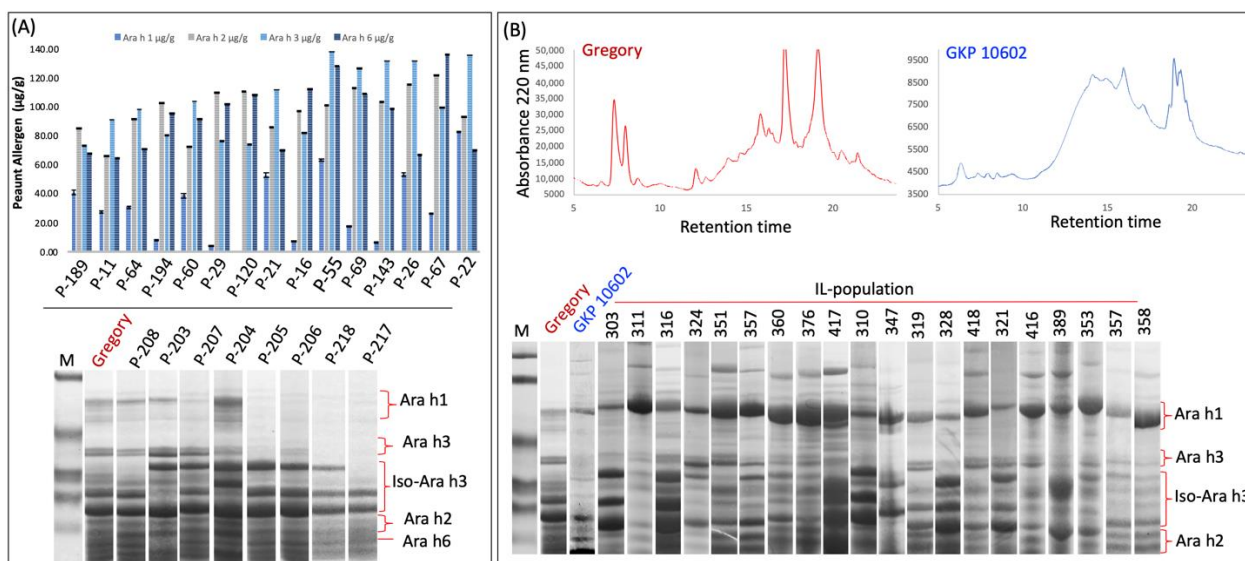 (A)
Ara h 1 µg/g Ara h 2 µg/g Ara h 3 µg/g Ara h 6 µg/g
Peaunt Allergen (µg/g)
140.00
120.00
100.00
80.00
60.00
40.00
20.00
0.00
P-189 P-11 P-64 P-194 P-60 P-29 P-120 P-21 P-16 P-55 P-69 P-143 P-26 P-67 P-22
M Gregory P-208 P-203 P-207 P-204 P-205 P-206 P-218 P-217
Ara h1
Ara h3
Iso-Ara h3
Ara h2
Ara h6
(B)
Absorbance 220 nm
50,000
45,000
40,000
35,000
30,000
25,000
20,000
15,000
10,000
5000
Gregory
5 10 15 20
Retention time
GKP 10602
9500
8500
7500
6500
5500
4500
3500
5 10 15 20
Retention time
IL-population
M Gregory GKP 10602 303 311 316 324 351 357 360 376 417 310 347 319 328 418 321 416 389 353 357 358
Ara h1
Ara h3
Iso-Ara h3
Ara h2